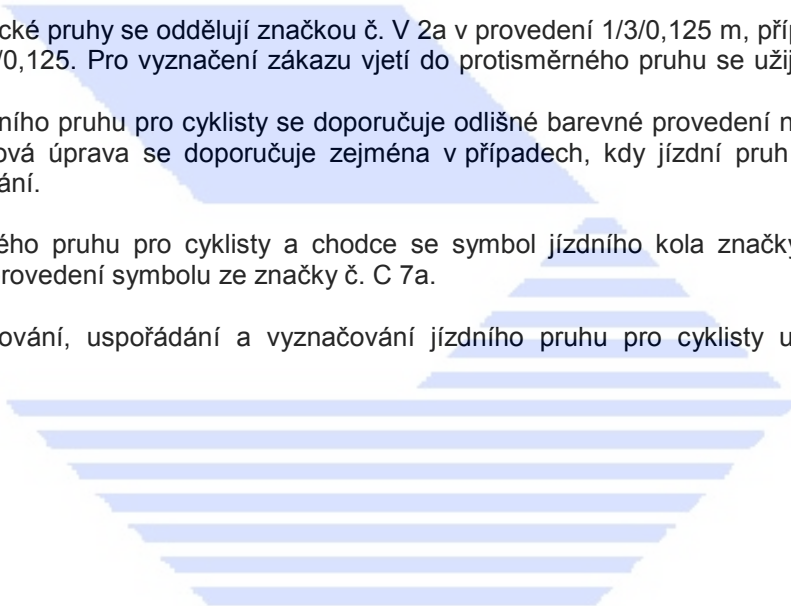 cké pruhy se oddělují značkou č. V 2a v provedení 1/3/0,125 m, příp
/0,125. Pro vyznačení zákazu vjetí do protisměrného pruhu se užij
ního pruhu pro cyklisty se doporučuje odlišné barevné provedení n
ová úprava se doporučuje zejména v případech, kdy jízdní pruh
ání.
ého pruhu pro cyklisty a chodce se symbol jízdního kola značky
rovedení symbolu ze značky č. C 7a.
ování, uspořádání a vyznačování jízdního pruhu pro cyklisty u